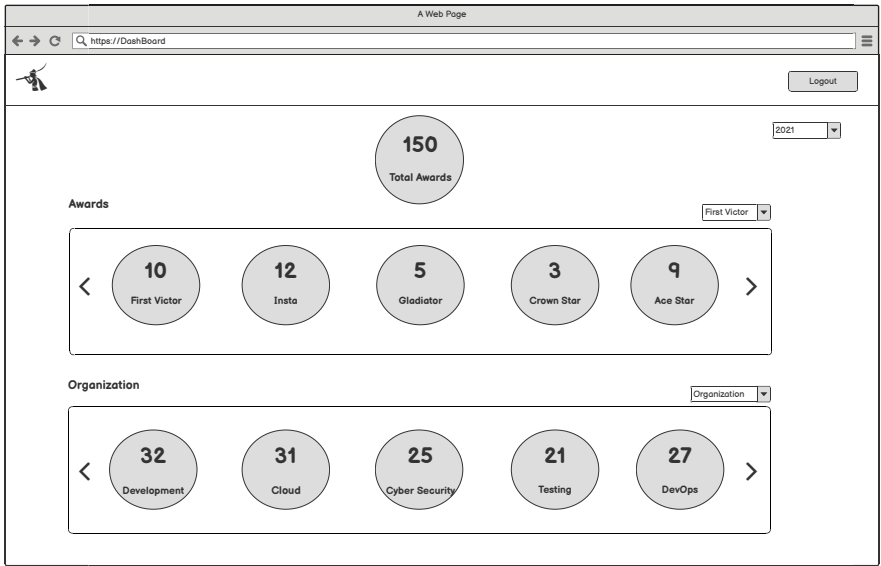 A Web Page
https://DashBoard
Logout
150
Total Awards
2021
Awards
First Victor
10
First Victor
12
Insta
5
Gladiator
3
Crown Star
9
Ace Star
Organization
Organization
32
Development
31
Cloud
25
Cyber Security
21
Testing
27
DevOps